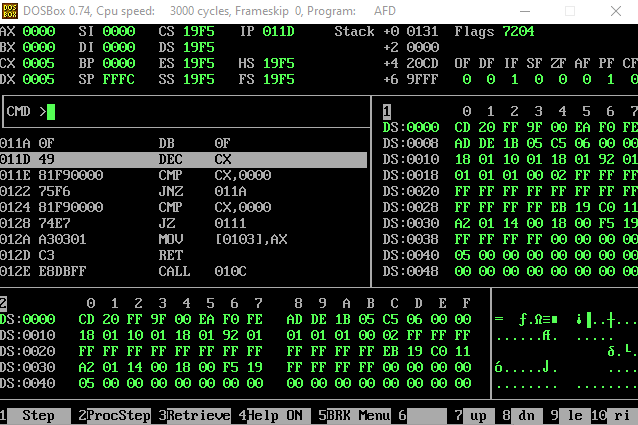 DOSBox 0.74, Cpu speed: 3000 cycles, Frameskip 0, Program: AFD
AX 0000 SI 0000 CS 19F5 IP 011D Stack +0 0131 Flags 7204
BX 0000 DI 0000 DS 19F5 +2 0000
CX 0005 BP 0000 ES 19F5 HS 19F5 +4 20CD OF DF IF SF ZF AF PF CF
DX 0005 SP FFFC SS 19F5 FS 19F5 +6 9FFF 0 0 1 0 0 0 1 0
CMD >
1 0 1 2 3 4 5 6 7
DS:0000 CD 20 FF 9F 00 EA F0 FE
DS:0008 AD DE 1B 05 C5 06 00 00
DS:0010 18 01 10 01 18 01 92 01
DS:0018 01 01 01 00 02 FF FF FF
DS:0020 FF FF FF FF FF FF FF FF
DS:0028 FF FF FF FF EB 19 C0 11
DS:0030 A2 01 14 00 18 00 F5 19
DS:0038 FF FF FF FF 00 00 00 00
DS:0040 05 00 00 00 00 00 00 00
DS:0048 00 00 00 00 00 00 00 00
011A 0F DB 0F
011D 49 DEC CX
011E 81F90000 CMP CX,0000
0122 75F6 JNZ 011A
0124 81F90000 CMP CX,0000
0128 74E7 JZ 0111
012A A30301 MOV [0103],AX
012D C3 RET
012E E8DBFF CALL 010C
2 0 1 2 3 4 5 6 7 8 9 A B C D E F
DS:0000 CD 20 FF 9F 00 EA F0 FE AD DE 1B 05 C5 06 00 00
DS:0010 18 01 10 01 18 01 92 01 01 01 01 00 02 FF FF FF
DS:0020 FF FF FF FF FF FF FF FF FF FF FF FF EB 19 C0 11
DS:0030 A2 01 14 00 18 00 F5 19 FF FF FF FF 00 00 00 00
DS:0040 05 00 00 00 00 00 00 00 00 00 00 00 00 00 00 00
= ƒ.Ω≡■ ¡▐..┼.
......ƒƒ. .....
δ.└.
ó.....⌡. ........
........ ........
1 Step 2 ProcStep 3 Retrieve 4 Help ON 5 BRK Menu 6 7 up 8 dn 9 le 10 ri